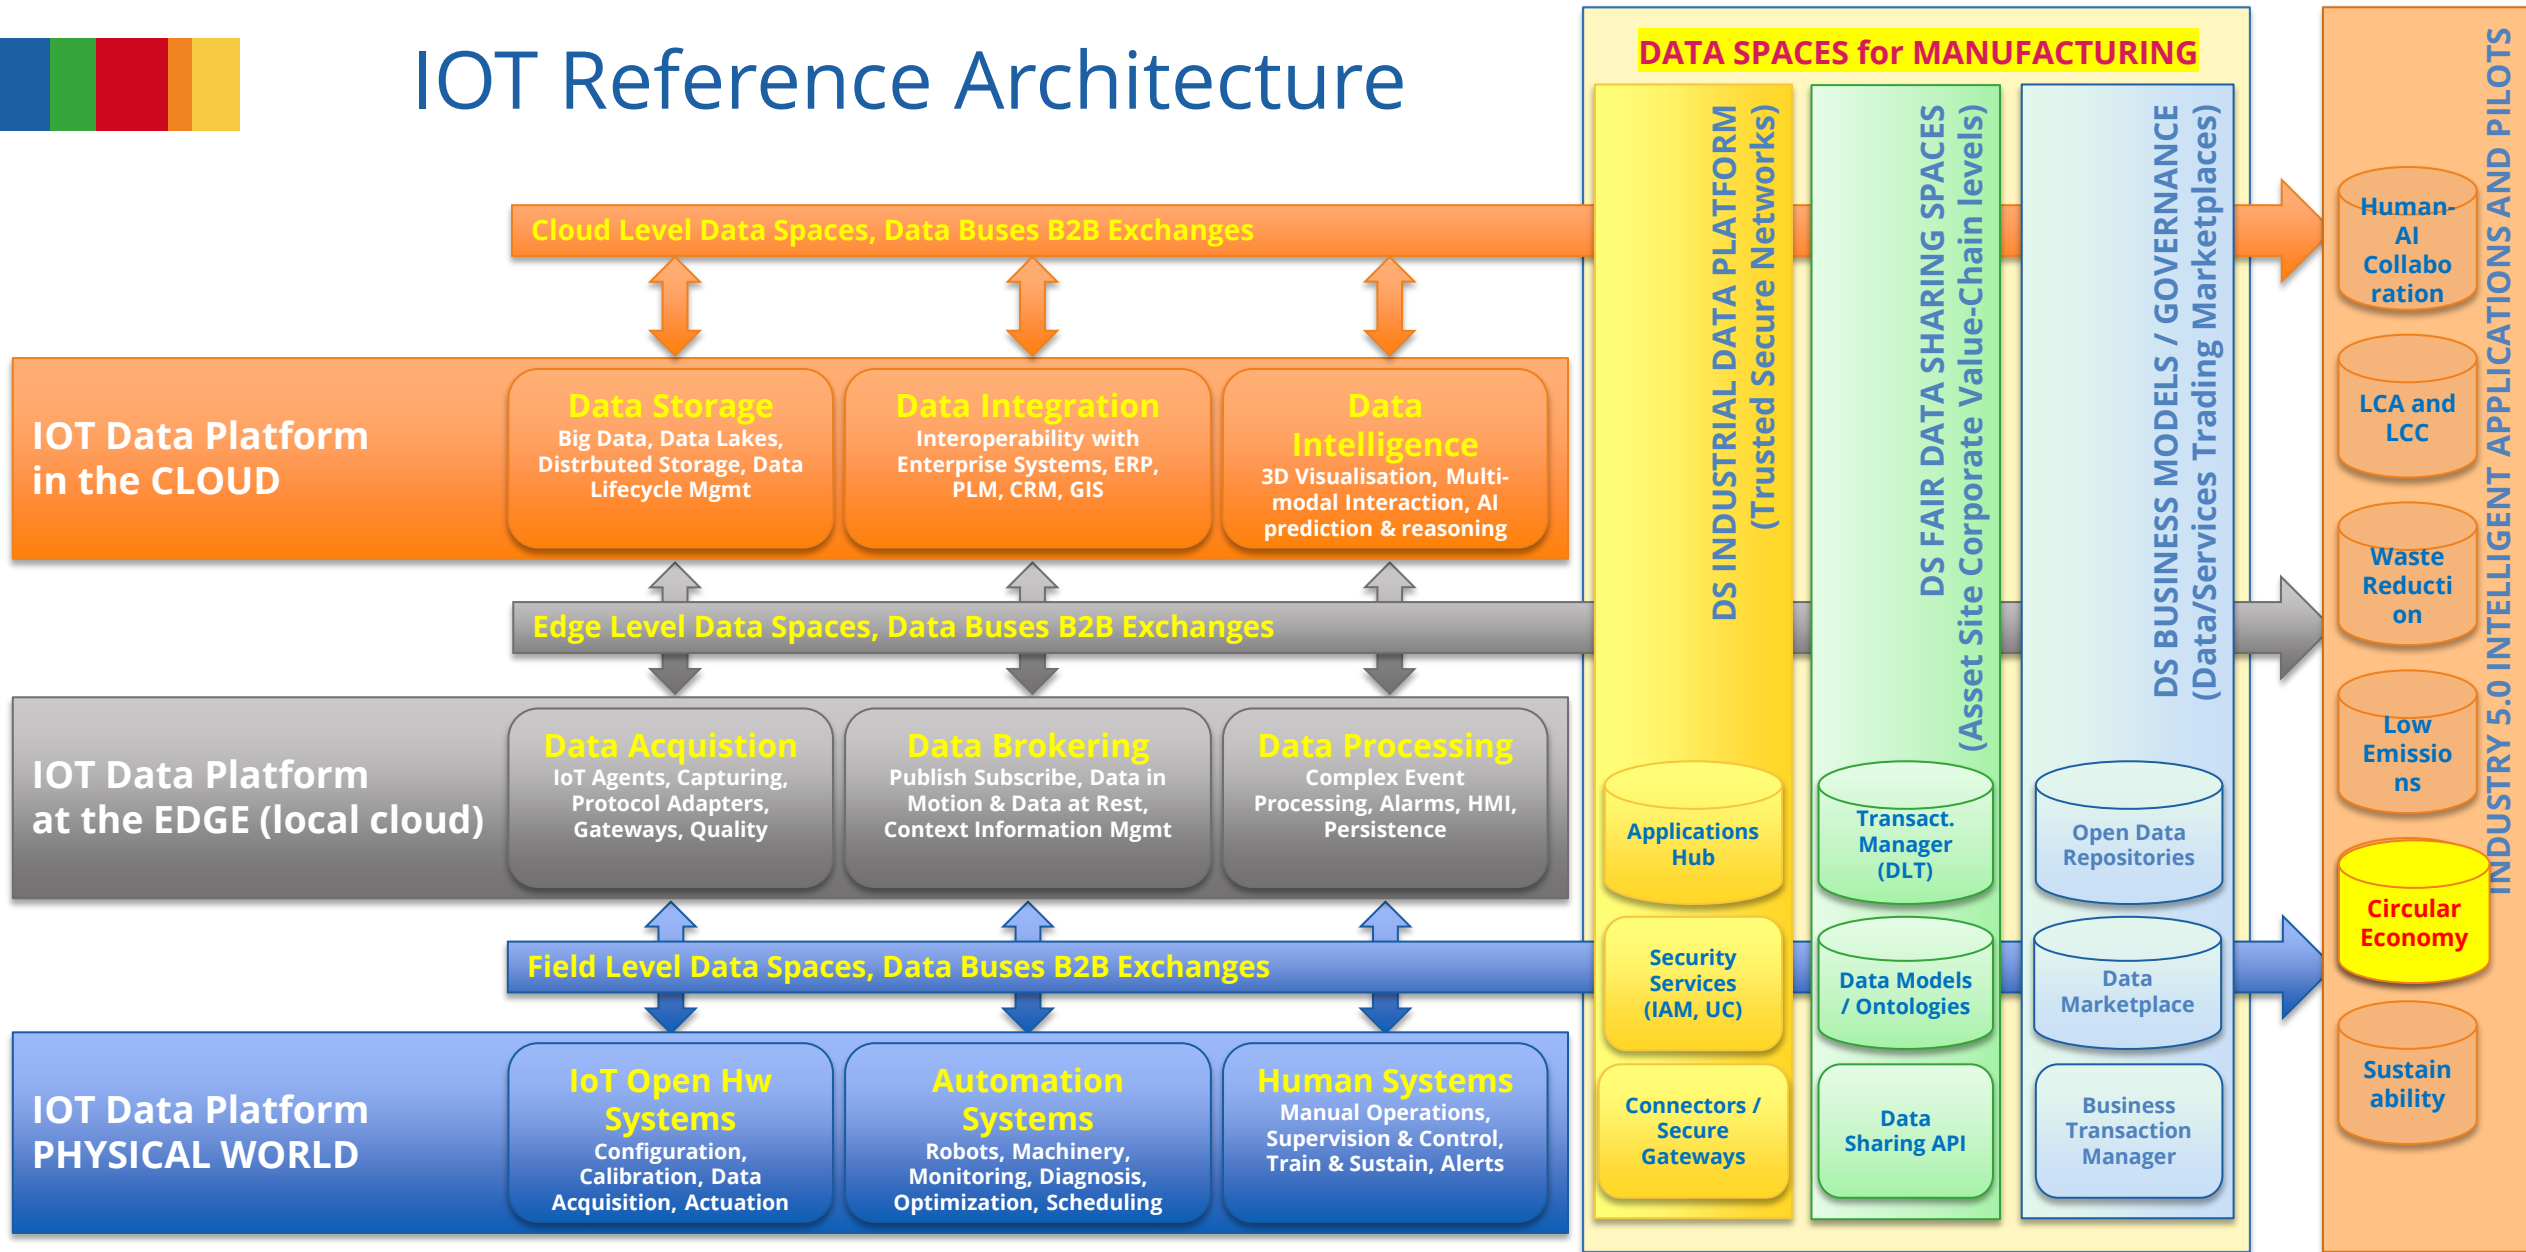 IOT Reference Architecture
DATA SPACES for MANUFACTURING
Cloud Level Data Spaces, Data Buses B2B Exchanges
IOT Data Platform
in the CLOUD
Data Storage
Big Data, Data Lakes,
Distrbuted Storage, Data
Lifecycle Mgmt
Data Integration
Interoperability with
Enterprise Systems, ERP,
PLM, CRM, GIS
Data
Intelligence
3D Visualisation, Multi-
modal Interaction, AI
prediction & reasoning
Edge Level Data Spaces, Data Buses B2B Exchanges
IOT Data Platform
at the EDGE (local cloud)
Data Acquistion
IoT Agents, Capturing,
Protocol Adapters,
Gateways, Quality
Data Brokering
Publish Subscribe, Data in
Motion & Data at Rest,
Context Information Mgmt
Data Processing
Complex Event
Processing, Alarms, HMI,
Persistence
Field Level Data Spaces, Data Buses B2B Exchanges
IOT Data Platform
PHYSICAL WORLD
IoT Open Hw
Systems
Configuration,
Calibration, Data
Acquisition, Actuation
Automation
Systems
Robots, Machinery,
Monitoring, Diagnosis,
Optimization, Scheduling
Human Systems
Manual Operations,
Supervision & Control,
Train & Sustain, Alerts
DS INDUSTRIAL DATA PLATFORM
(Trusted Secure Networks)
Applications
Hub
Security
Services
(IAM, UC)
Connectors /
Secure
Gateways
DS FAIR DATA SHARING SPACES
(Asset Site Corporate Value-Chain levels)
Transact.
Manager
(DLT)
Data Models
/ Ontologies
Data
Sharing API
DS BUSINESS MODELS / GOVERNANCE
(Data/Services Trading Marketplaces)
Open Data
Repositories
Data
Marketplace
Business
Transaction
Manager
INDUSTRY 5.0 INTELLIGENT APPLICATIONS AND PILOTS
Human-
AI
Collabo
ration
LCA and
LCC
Waste
Reducti
on
Low
Emissio
ns
Circular
Economy
Sustain
ability